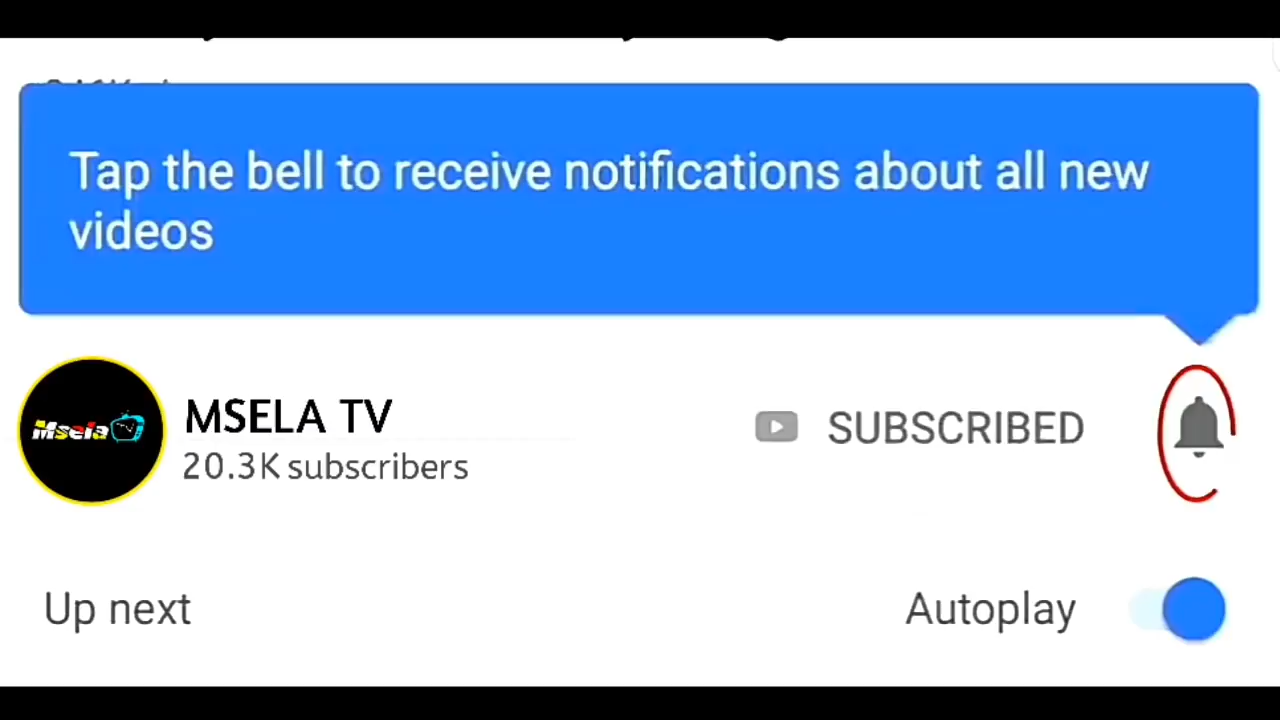 Tap the bell to receive notifications about all new
videos
Msela
MSELA TV
SUBSCRIBED
20.3K subscribers
Up next
Autoplay